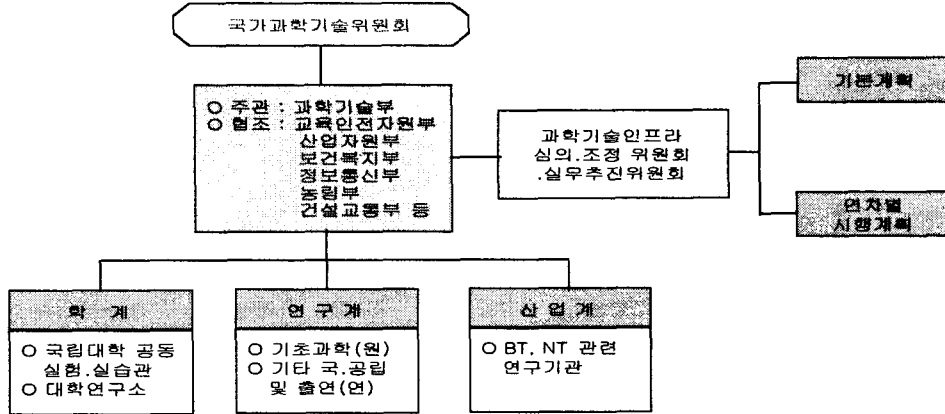 국가과학기술위원회
○ 주관 : 과학기술부
○ 협조 : 교육인전자원부
산업자원부
보건복지부
정보통신부
농림부
건설교통부 등
과학기술인프라
심의.조정 위원회
.실무추진위원회
기본계획
연차별
시행계획
학 계
○ 국립대학 공동
실험.실습관
○ 대학연구소
연 구 계
○ 기초과학(원)
○ 기타 국.공립
및 출연(연)
산 업 계
○ BT, NT 관련
연구기관